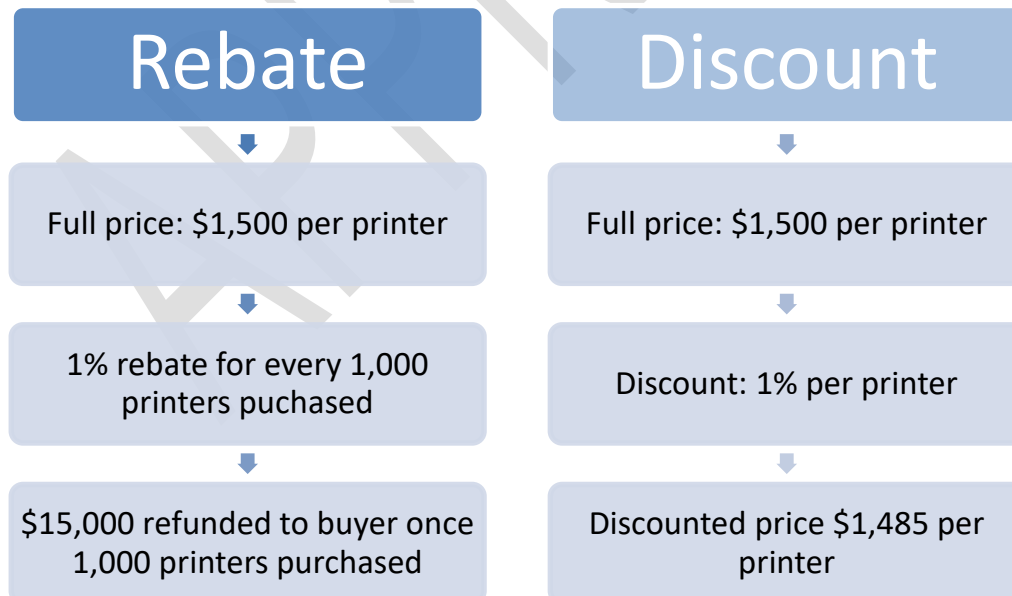 Rebate
Full price: $1,500 per printer
1% rebate for every 1,000
printers puchased
$15,000 refunded to buyer once
1,000 printers purchased
Discount
Full price: $1,500 per printer
Discount: 1% per printer
Discounted price $1,485 per
printer